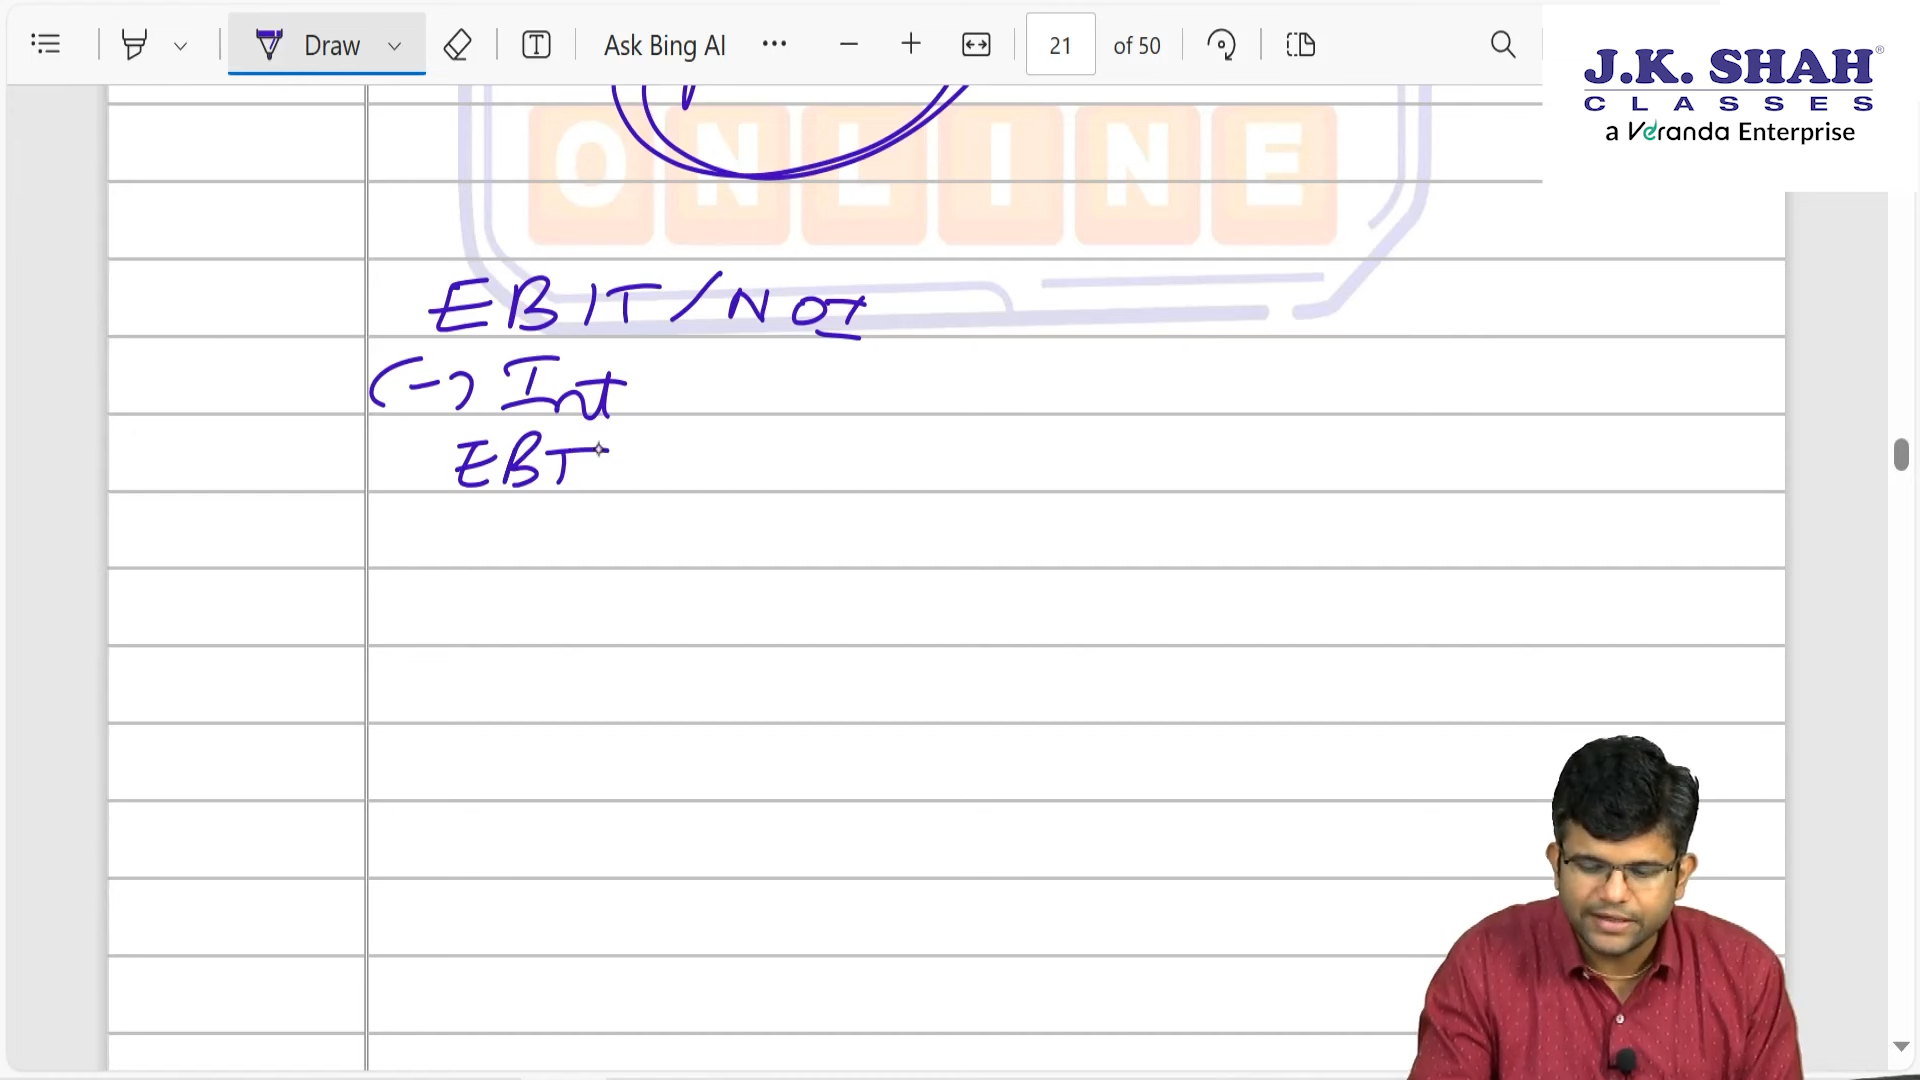 Draw Ask Bing AI ... 21 of 50
J.K. SHAH®
CLASSES
a Veranda Enterprise
ONLINE
EBIT/NOI
(-) Int
EBT